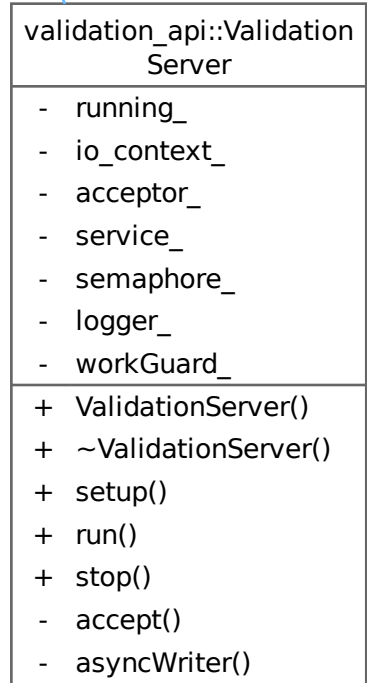 validation_api::Validation
Server
- running_
- io_context_
- acceptor_
- service_
- semaphore_
- logger_
- workGuard_
+ ValidationServer()
+ ~ValidationServer()
+ setup()
+ run()
+ stop()
- accept()
- asyncWriter()